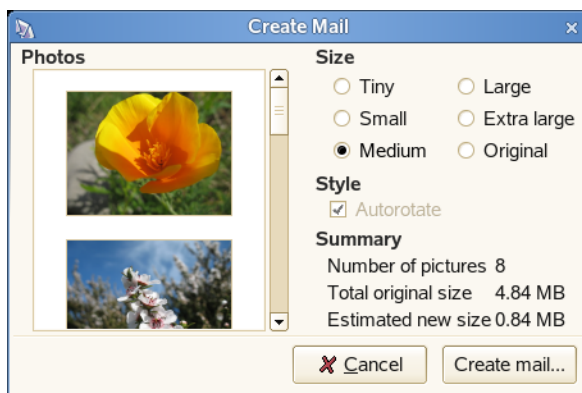 Create Mail
Photos
Size
Tiny
Large
Small
Extra large
Medium
Original
Style
Autorotate
Summary
Number of pictures 8
Total original size 4.84 MB
Estimated new size 0.84 MB
Cancel
Create mail...